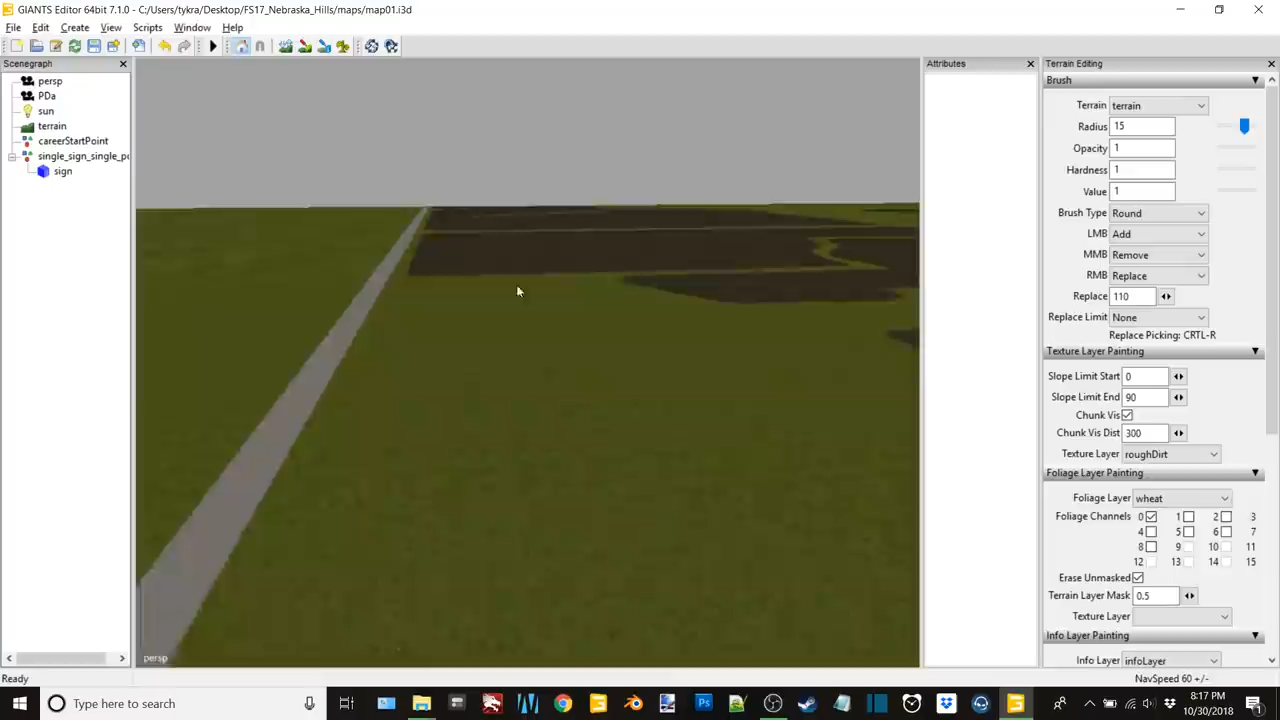 GIANTS Editor 64bit 7.1.0 - C:/Users/tykra/Desktop/FS17_Nebraska_Hills/maps/map01.i3d
File Edit Create View Scripts Window Help
Scenegraph
persp
PDa
sun
terrain
careerStartPoint
single_sign_single_p
sign
persp
Attributes
Terrain Editing
Brush
Terrain terrain
Radius 15
Opacity 1
Hardness 1
Value 1
Brush Type Round
LMB Add
MMB Remove
RMB Replace
Replace 110
Replace Limit None
Replace Picking: CRTL-R
Texture Layer Painting
Slope Limit Start 0
Slope Limit End 90
Chunk Vis
Chunk Vis Dist 300
Texture Layer roughDirt
Foliage Layer Painting
Foliage Layer wheat
Foliage Channels 0 1 2 3
4 5 6 7
8 9 10 11
12 13 14 15
Erase Unmasked
Terrain Layer Mask 0.5
Texture Layer
Info Layer Painting
Info Layer infoLayer
Ready
NavSpeed 60 +/-
Type here to search
8:17 PM
10/30/2018